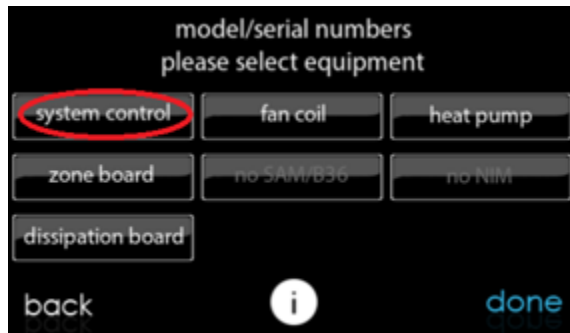 model/serial numbers
please select equipment
system control
fan coil
heat pump
zone board
no SAM/B36
no NIM
dissipation board
back
i
done